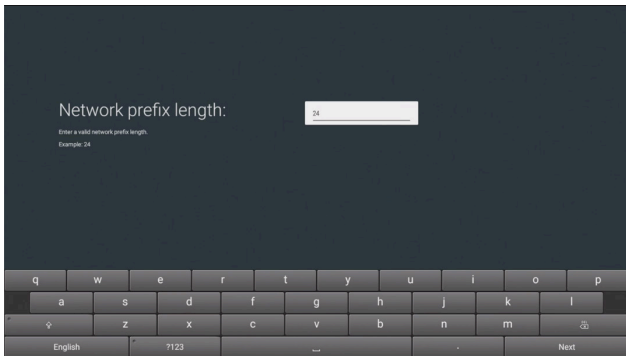 Network prefix length:
24
Enter a valid network prefix length.
Example: 24
q w e r t y u i o p
a s d f g h j k l
z x c v b n m
English ?123 . Next